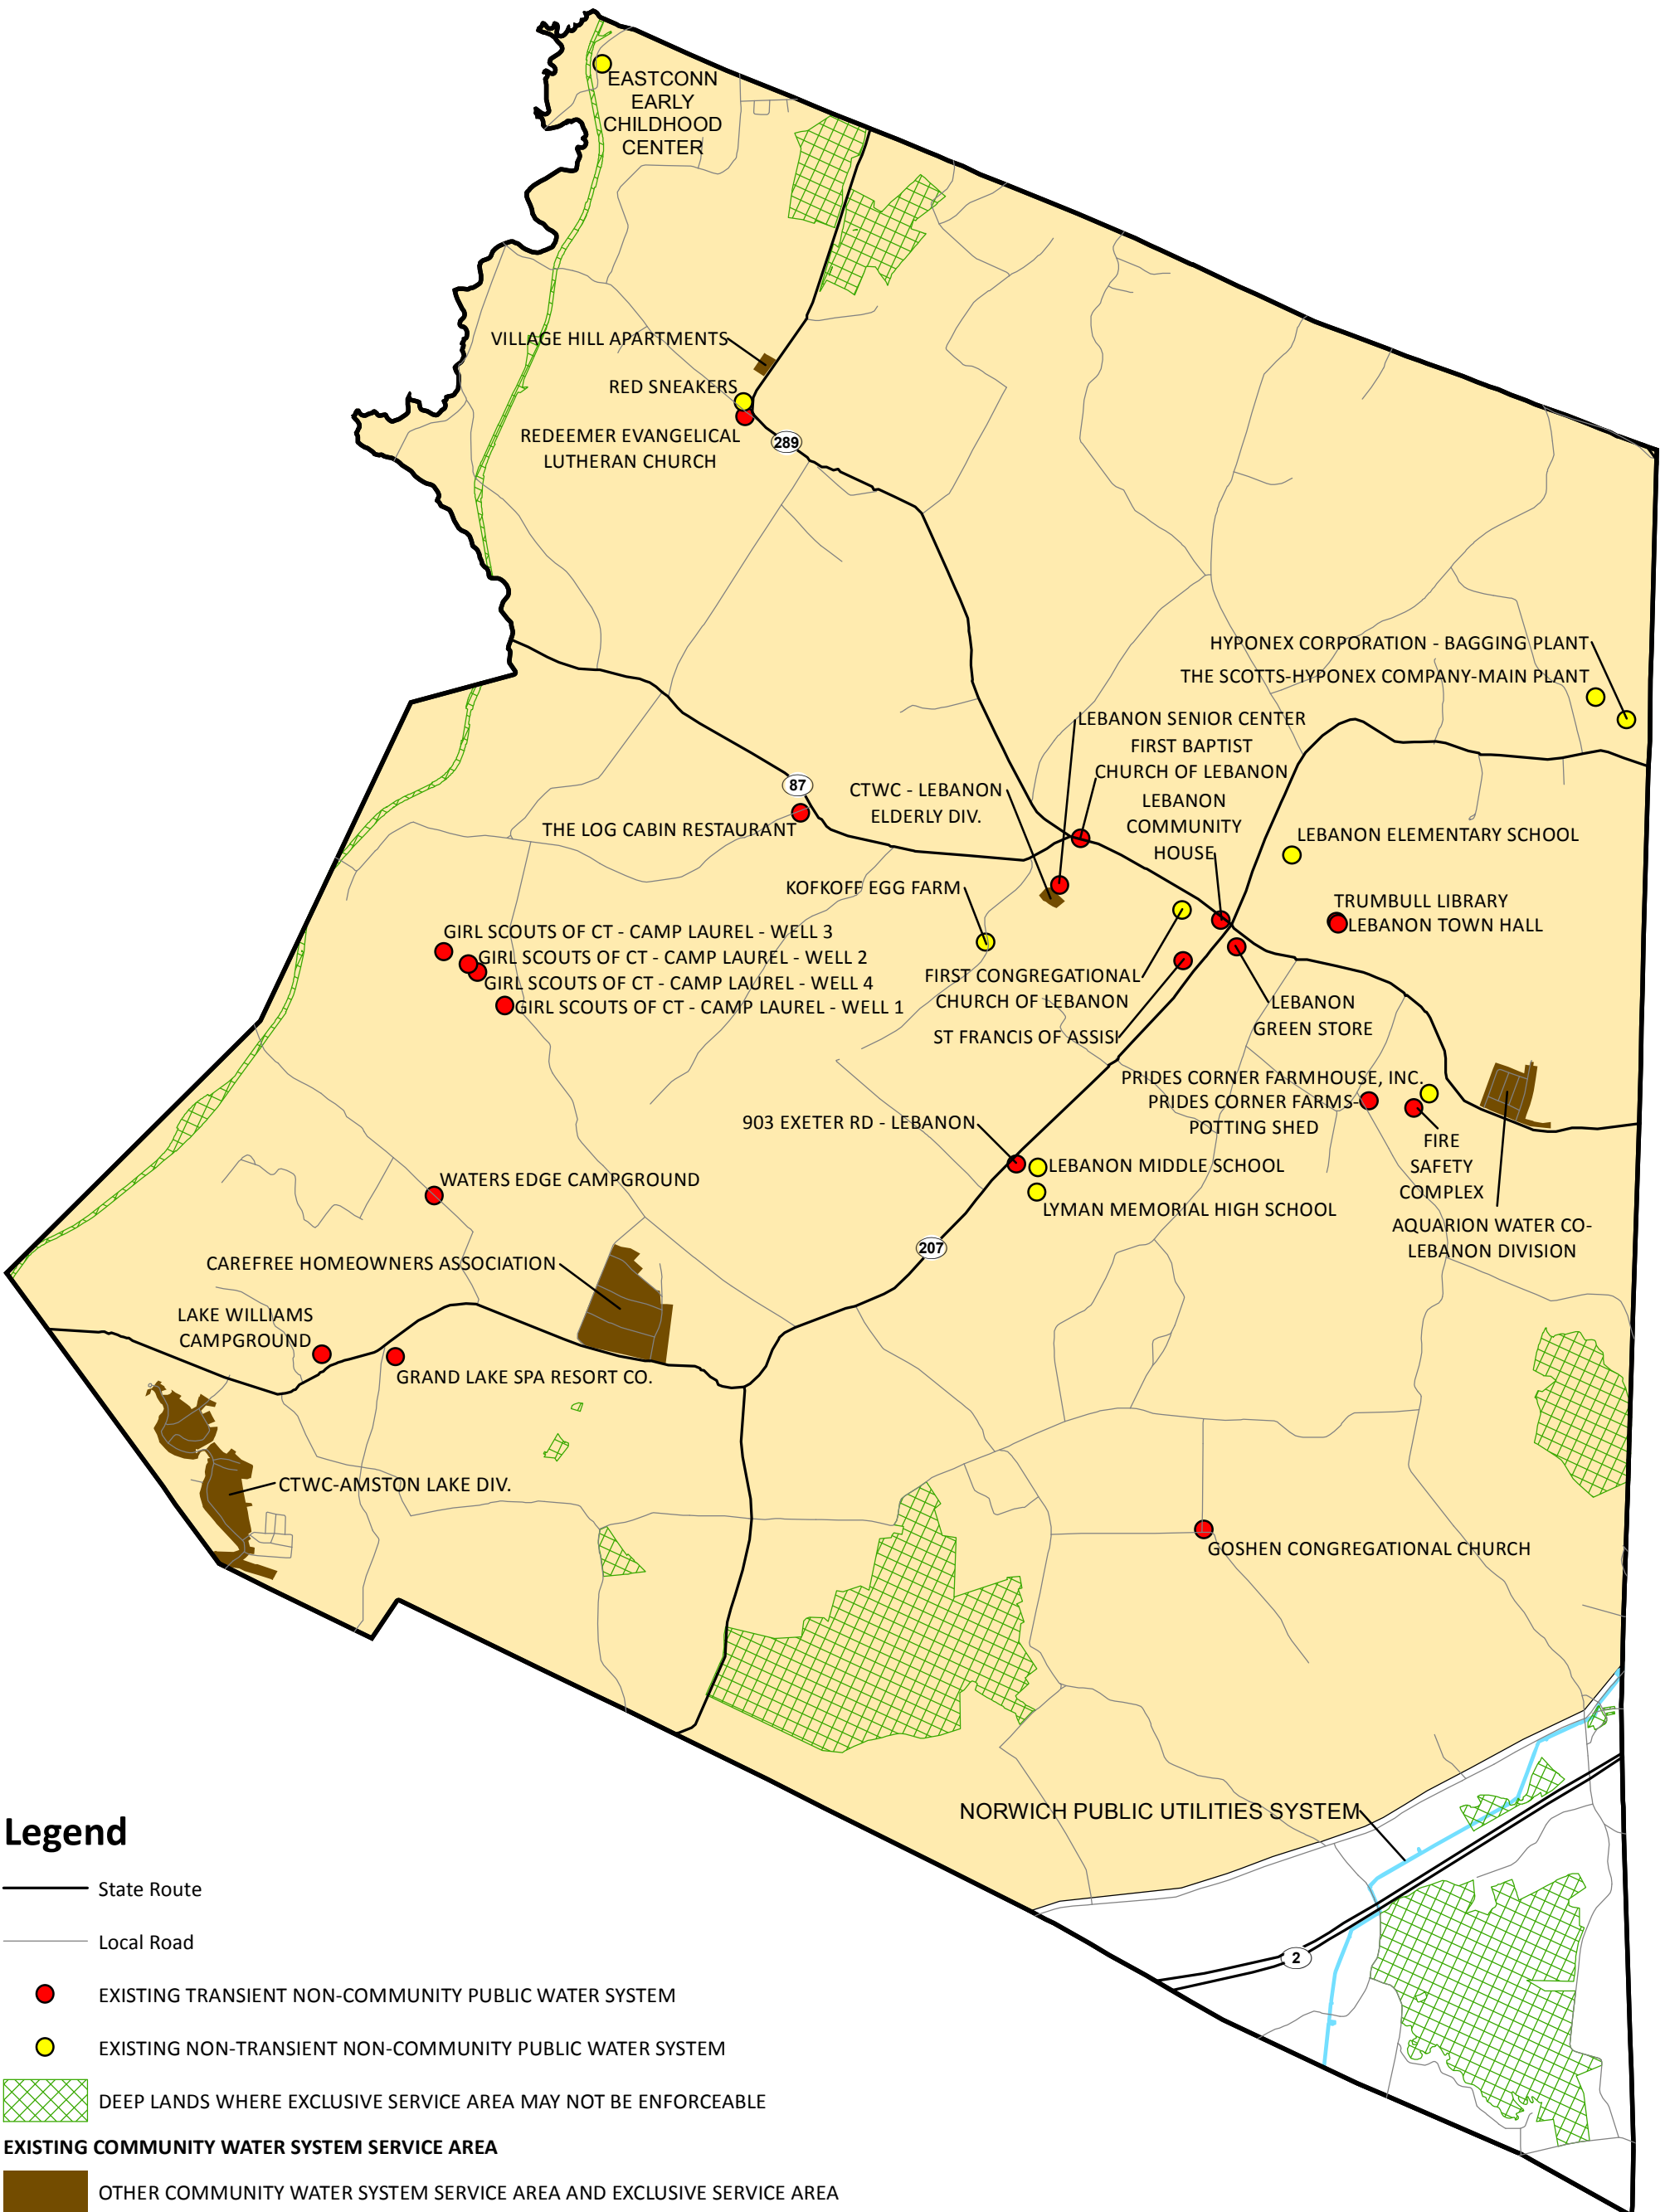 EASTCONN
EARLY
CHILDHOOD
CENTER
VILLAGE HILL APARTMENTS
RED SNEAKERS
REDEEMER EVANGELICAL
LUTHERAN CHURCH
289
HYPONEX CORPORATION - BAGGING PLANT
THE SCOTTS-HYPONEX COMPANY-MAIN PLANT
LEBANON SENIOR CENTER
FIRST BAPTIST
CHURCH OF LEBANON
87
CTWC - LEBANON
ELDERLY DIV.
LEBANON
COMMUNITY
HOUSE
THE LOG CABIN RESTAURANT
LEBANON ELEMENTARY SCHOOL
KOFKOFF EGG FARM
TRUMBULL LIBRARY
LEBANON TOWN HALL
GIRL SCOUTS OF CT - CAMP LAUREL - WELL 3
GIRL SCOUTS OF CT - CAMP LAUREL - WELL 2
GIRL SCOUTS OF CT - CAMP LAUREL - WELL 4
GIRL SCOUTS OF CT - CAMP LAUREL - WELL 1
FIRST CONGREGATIONAL
CHURCH OF LEBANON
ST FRANCIS OF ASSISI
LEBANON
GREEN STORE
PRIDES CORNER FARMHOUSE, INC.
PRIDES CORNER FARMS-
POTTING SHED
903 EXETER RD - LEBANON
FIRE
SAFETY
COMPLEX
LEBANON MIDDLE SCHOOL
LYMAN MEMORIAL HIGH SCHOOL
WATERS EDGE CAMPGROUND
AQUARION WATER CO-
LEBANON DIVISION
207
CAREFREE HOMEOWNERS ASSOCIATION
LAKE WILLIAMS
CAMPGROUND
GRAND LAKE SPA RESORT CO.
CTWC-AMSTON LAKE DIV.
GOSHEN CONGREGATIONAL CHURCH
NORWICH PUBLIC UTILITIES SYSTEM
2
Legend
State Route
Local Road
EXISTING TRANSIENT NON-COMMUNITY PUBLIC WATER SYSTEM
EXISTING NON-TRANSIENT NON-COMMUNITY PUBLIC WATER SYSTEM
DEEP LANDS WHERE EXCLUSIVE SERVICE AREA MAY NOT BE ENFORCEABLE
EXISTING COMMUNITY WATER SYSTEM SERVICE AREA
OTHER COMMUNITY WATER SYSTEM SERVICE AREA AND EXCLUSIVE SERVICE AREA